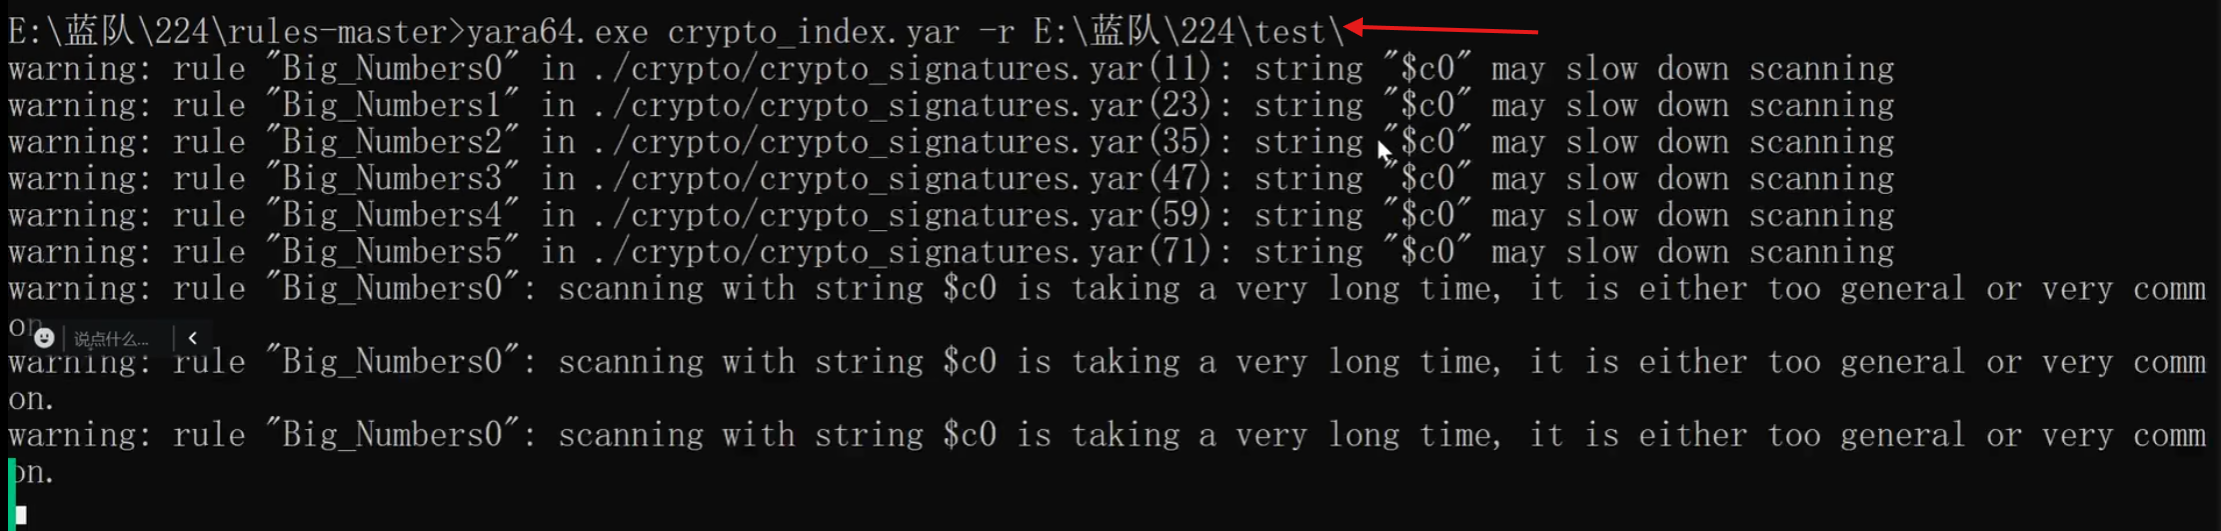 E:\蓝队\224\rules-master>yara64.exe crypto_index.yar -r E:\蓝队\224\test\
warning: rule "Big_Numbers0" in ./crypto/crypto_signatures.yar(11): string "$c0" may slow down scanning
warning: rule "Big_Numbers1" in ./crypto/crypto_signatures.yar(23): string "$c0" may slow down scanning
warning: rule "Big_Numbers2" in ./crypto/crypto_signatures.yar(35): string "$c0" may slow down scanning
warning: rule "Big_Numbers3" in ./crypto/crypto_signatures.yar(47): string "$c0" may slow down scanning
warning: rule "Big_Numbers4" in ./crypto/crypto_signatures.yar(59): string "$c0" may slow down scanning
warning: rule "Big_Numbers5" in ./crypto/crypto_signatures.yar(71): string "$c0" may slow down scanning
warning: rule "Big_Numbers0": scanning with string $c0 is taking a very long time, it is either too general or very comm
on.
说点什么...
warning: rule "Big_Numbers0": scanning with string $c0 is taking a very long time, it is either too general or very comm
on.
warning: rule "Big_Numbers0": scanning with string $c0 is taking a very long time, it is either too general or very comm
on.